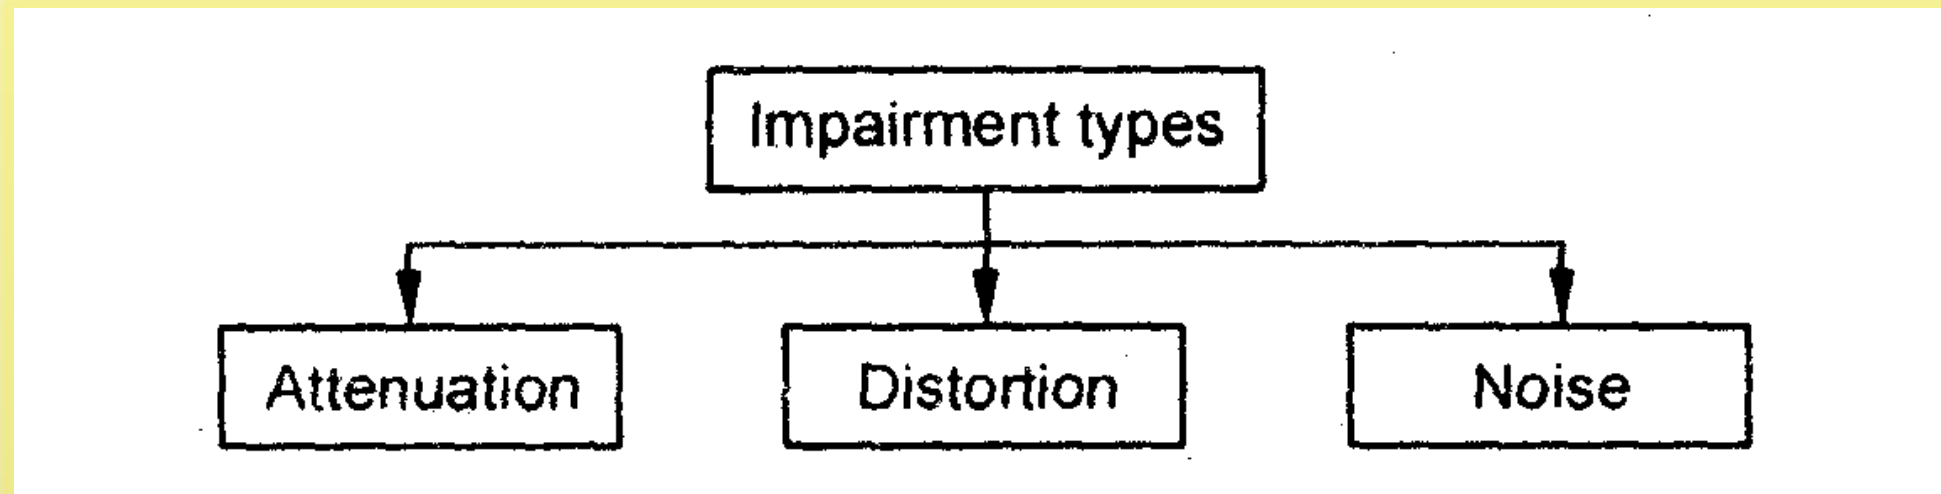 Impairment types
Attenuation
Distortion
Noise